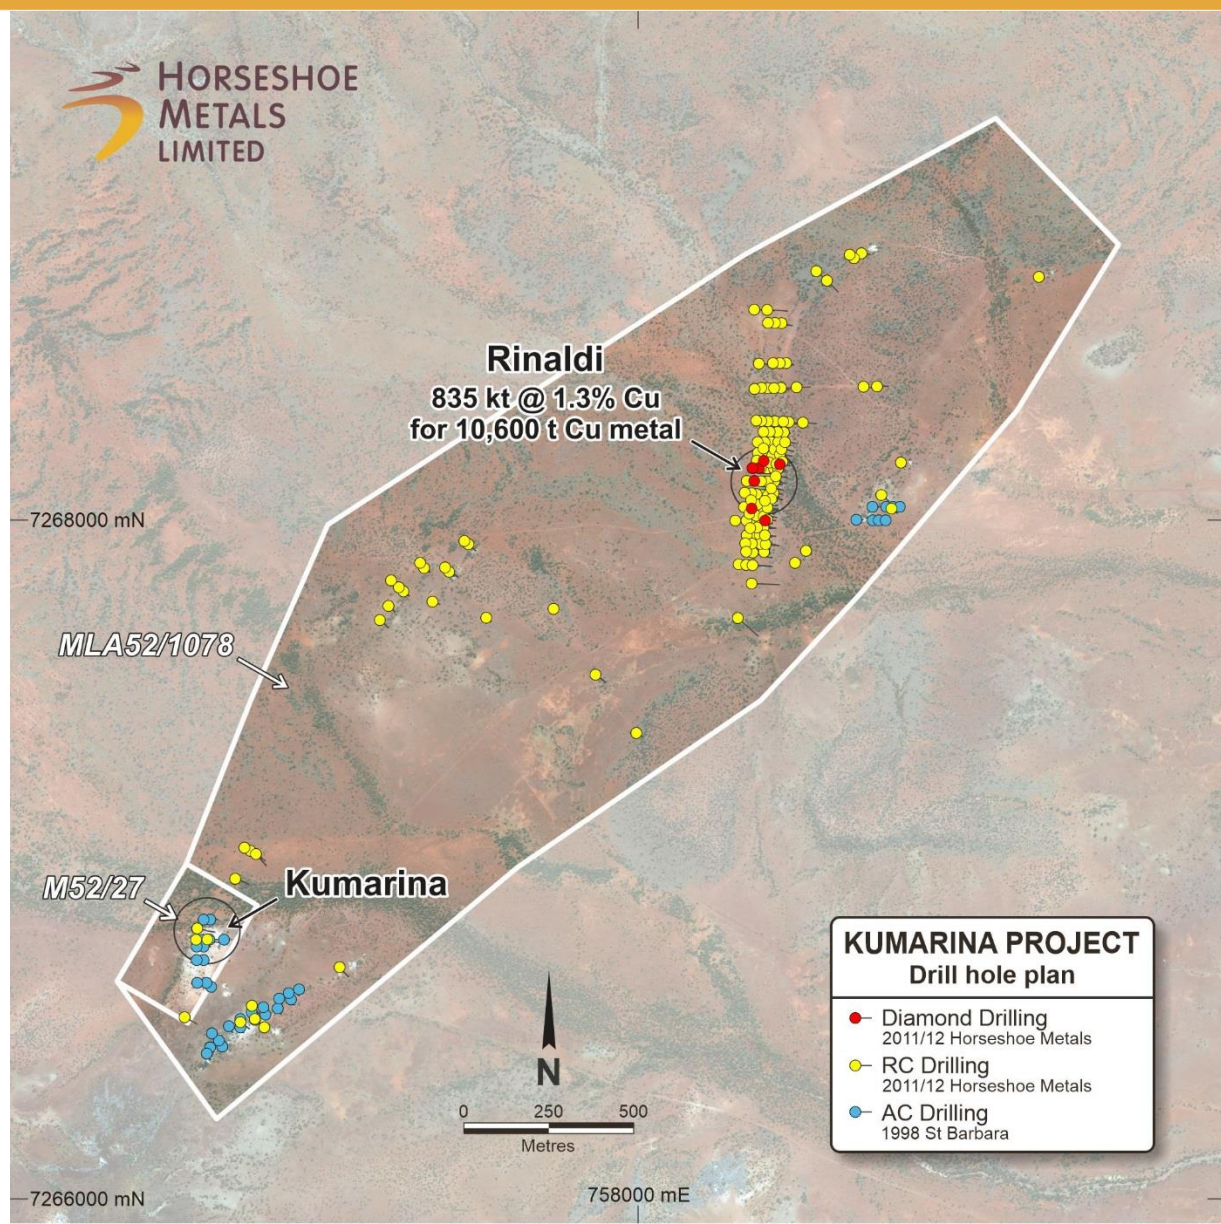 HORSESHOE
METALS
LIMITED
Rinaldi
835 kt @ 1.3% Cu
for 10,600 t Cu metal
7268000 mN
MLA52/1078
M52/27
Kumarina
KUMARINA PROJECT
Drill hole plan
Diamond Drilling
2011/12 Horseshoe Metals
RC Drilling
2011/12 Horseshoe Metals
AC Drilling
1998 St Barbara
N
0 250 500
Metres
7266000 mN
758000 mE